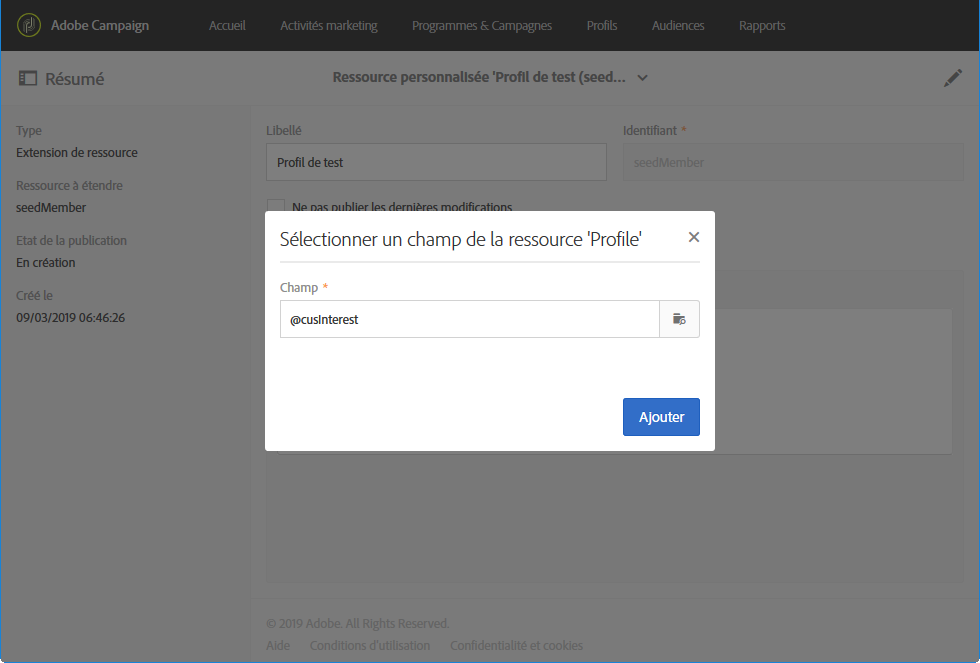 Adobe Campaign Accueil Activités marketing Programmes & Campagnes Profils Audiences Rapports
Résumé Ressource personnalisée 'Profil de test (seed...
Type
Extension de ressource
Ressource à étendre
seedMember
Etat de la publication
En création
Créé le
09/03/2019 06:46:26
Libellé Identifiant *
Profil de test seedMember
Ne pas publier les dernières modifications
Sélectionner un champ de la ressource 'Profile'
Champ *
@cusInterest
Ajouter
© 2019 Adobe. All Rights Reserved.
Aide Conditions d'utilisation Confidentialité et cookies